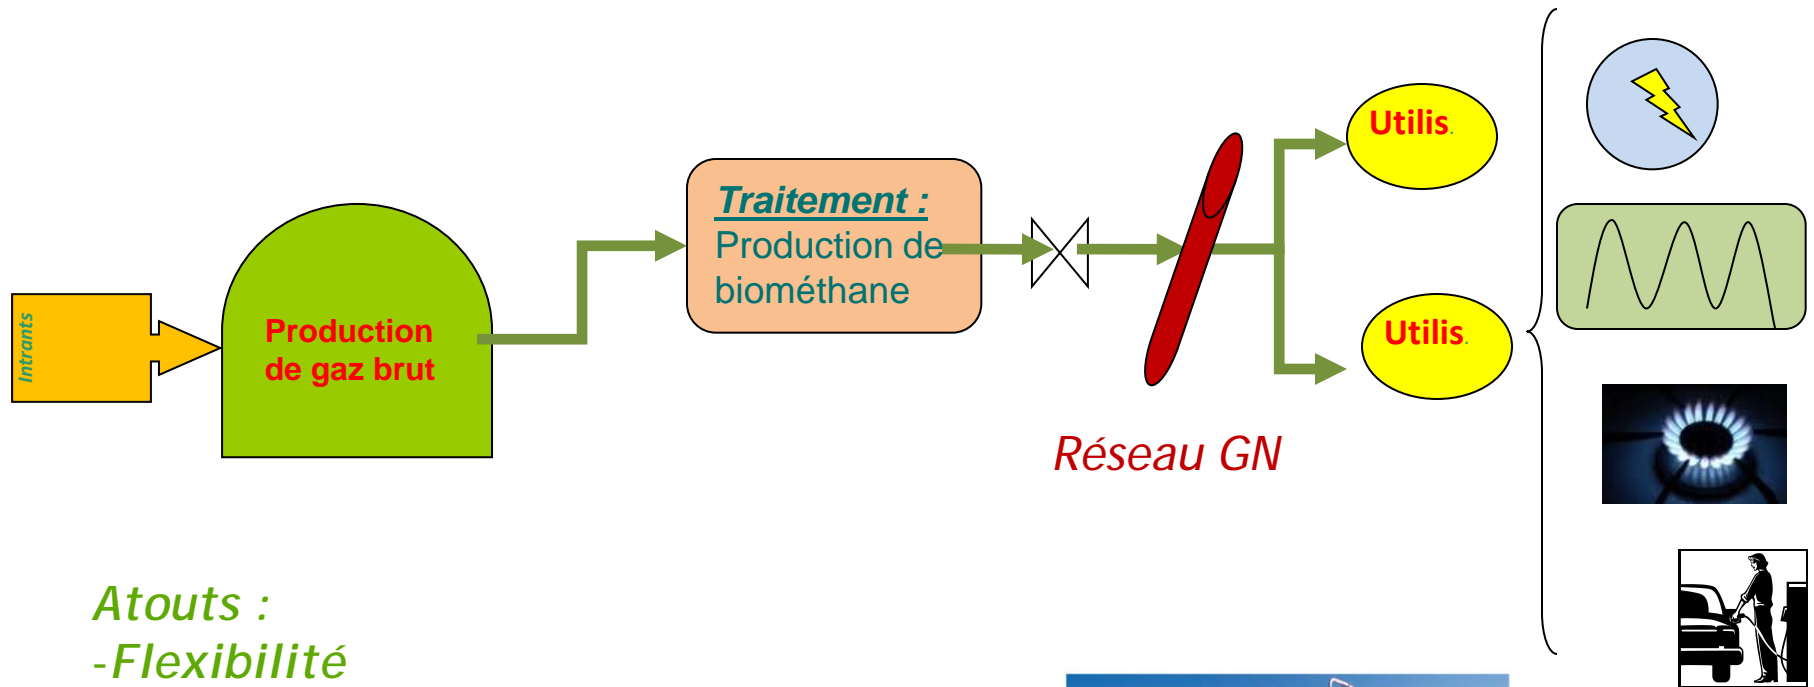 Intrants
Production
de gaz brut
Traitement :
Production de
biométhane
Réseau GN
Utilis.
Utilis.
Atouts :
-Flexibilité